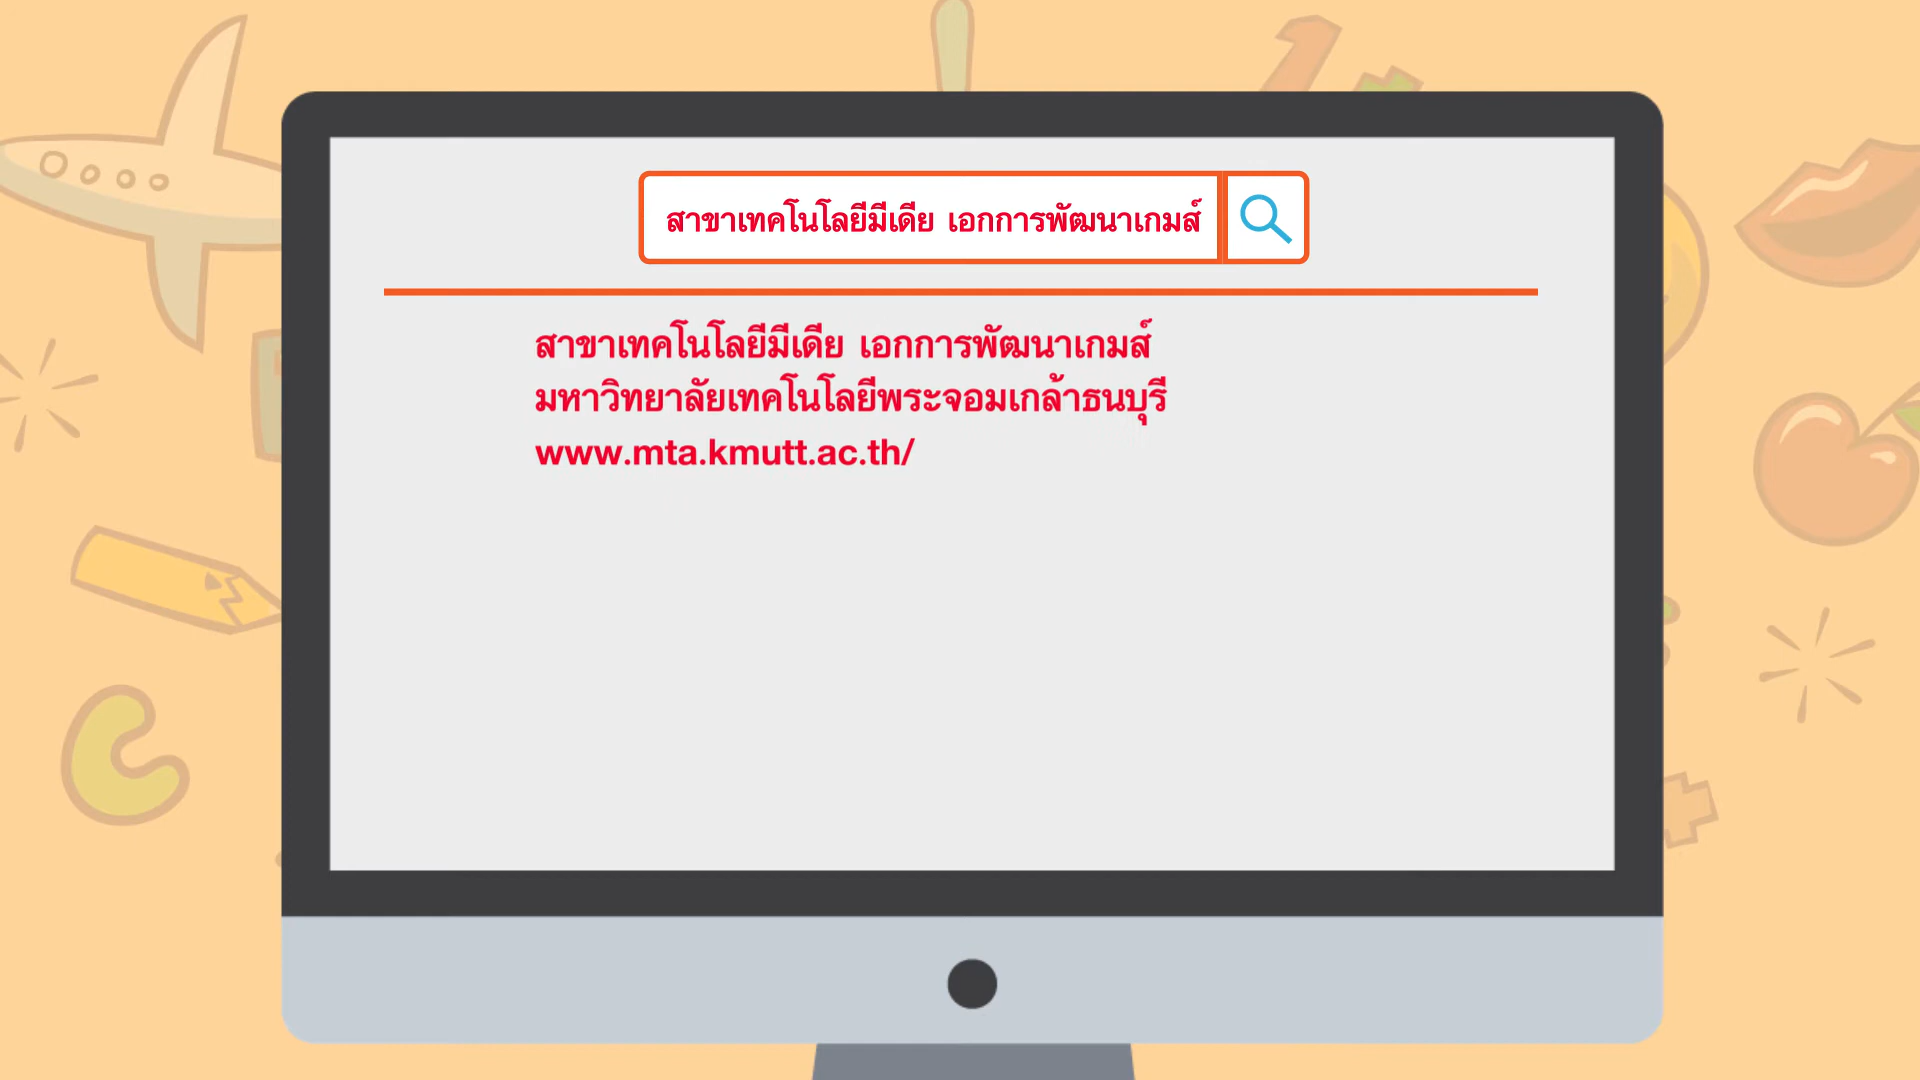 สาขาเทคโนโลยีมีเดีย เอกการพัฒนาเกมส์
สาขาเทคโนโลยีมีเดีย เอกการพัฒนาเกมส์
มหาวิทยาลัยเทคโนโลยีพระจอมเกล้าธนบุรี
www.mta.kmutt.ac.th/